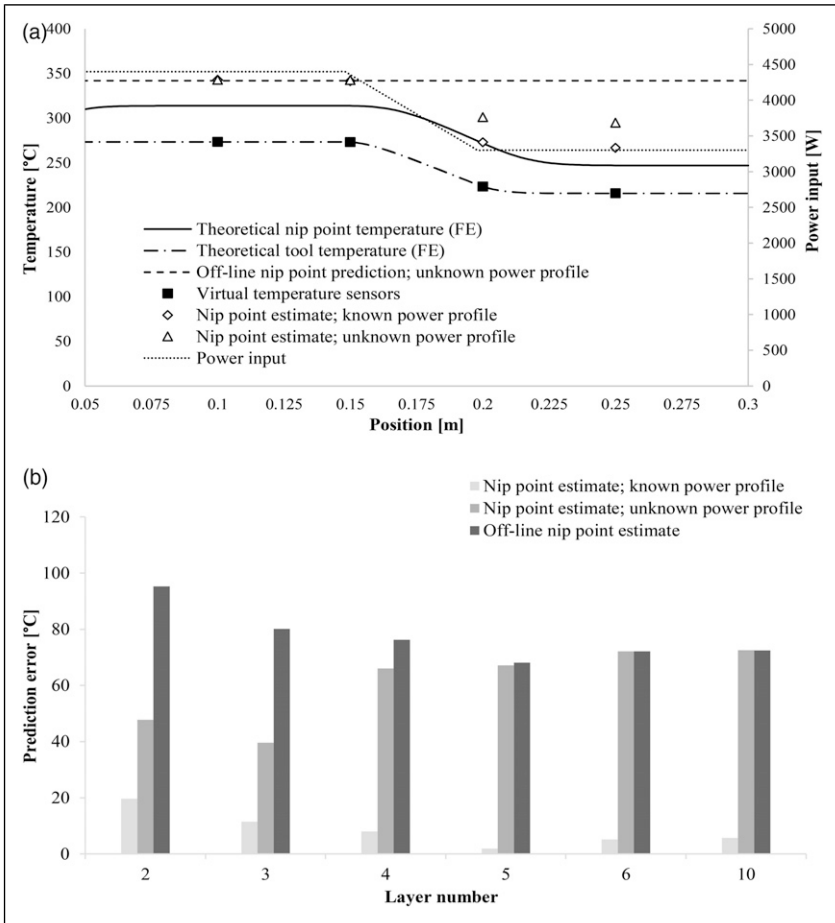 (a)
400
350
300
250
200
150
100
50
0
Temperature [°C]
5000
4500
4000
3500
3000
2500
2000
1500
1000
500
0
Power input [W]
Theoretical nip point temperature (FE)
Theoretical tool temperature (FE)
Off-line nip point prediction; unknown power profile
Virtual temperature sensors
Nip point estimate; known power profile
Nip point estimate; unknown power profile
Power input
0.05 0.075 0.1 0.125 0.15 0.175 0.2 0.225 0.25 0.275 0.3
Position [m]
(b)
Nip point estimate; known power profile
Nip point estimate; unknown power profile
Off-line nip point estimate
120
100
80
60
40
20
0
Prediction error [°C]
2 3 4 5 6 10
Layer number